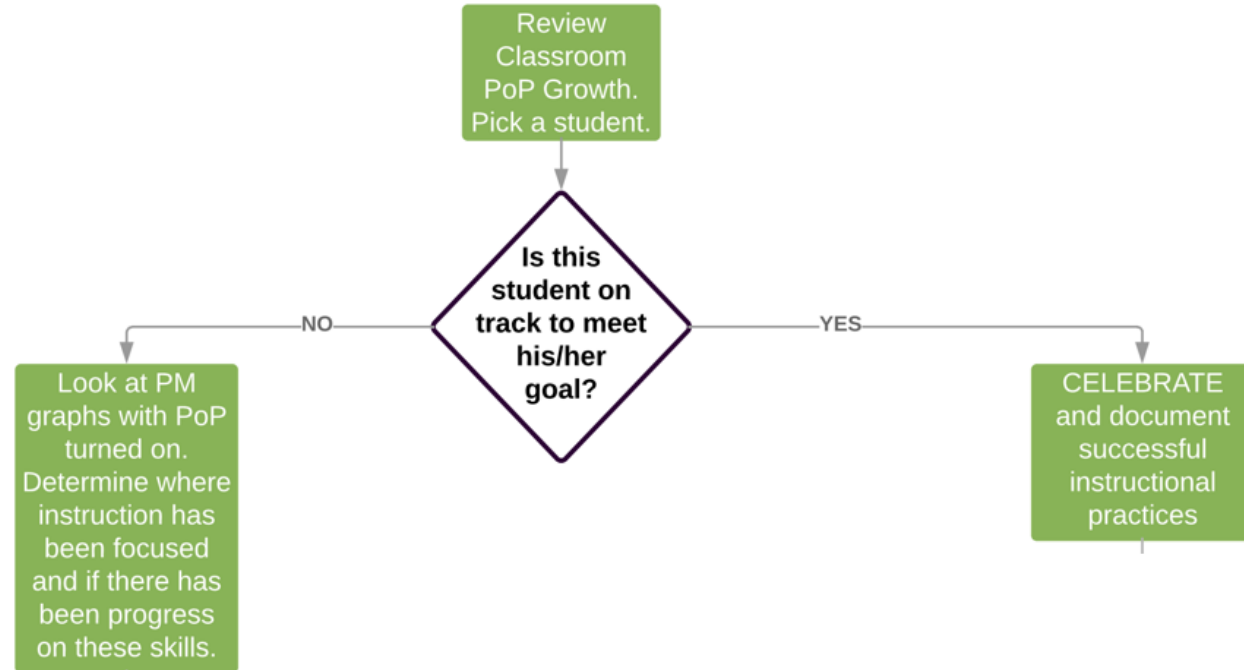 Review
Classroom
PoP Growth.
Pick a student.
Is this
student on
track to meet
his/her
goal?
NO
YES
Look at PM
graphs with PoP
turned on.
Determine where
instruction has
been focused
and if there has
been progress
on these skills.
CELEBRATE
and document
successful
instructional
practices